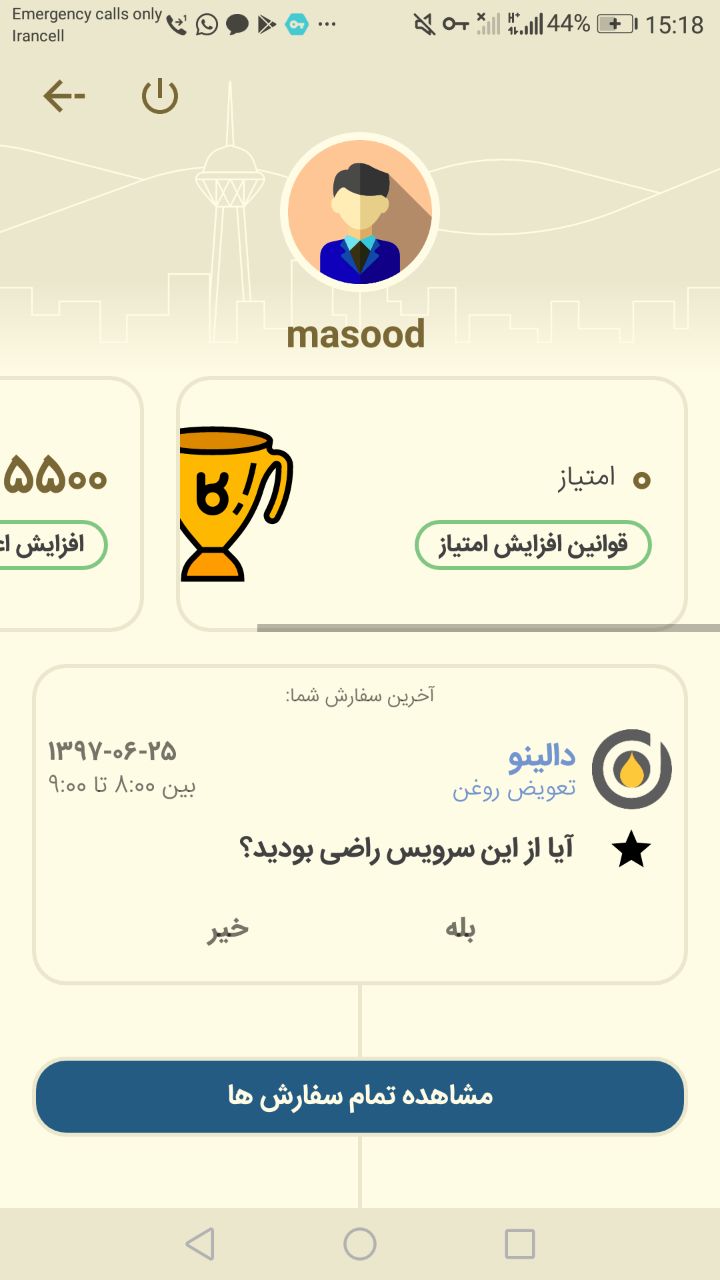 Emergency calls only
Irancell
44%
15:18
masood
۰ امتیاز
قوانین افزایش امتیاز
۵۵۰۰
افزایش
آخرین سفارش شما:
دالینو
تعویض روغن
۱۳۹۷-۰۶-۲۵
بین ۸:۰۰ تا ۹:۰۰
آیا از این سرویس راضی بودید؟
بله
خیر
مشاهده تمام سفارش ها